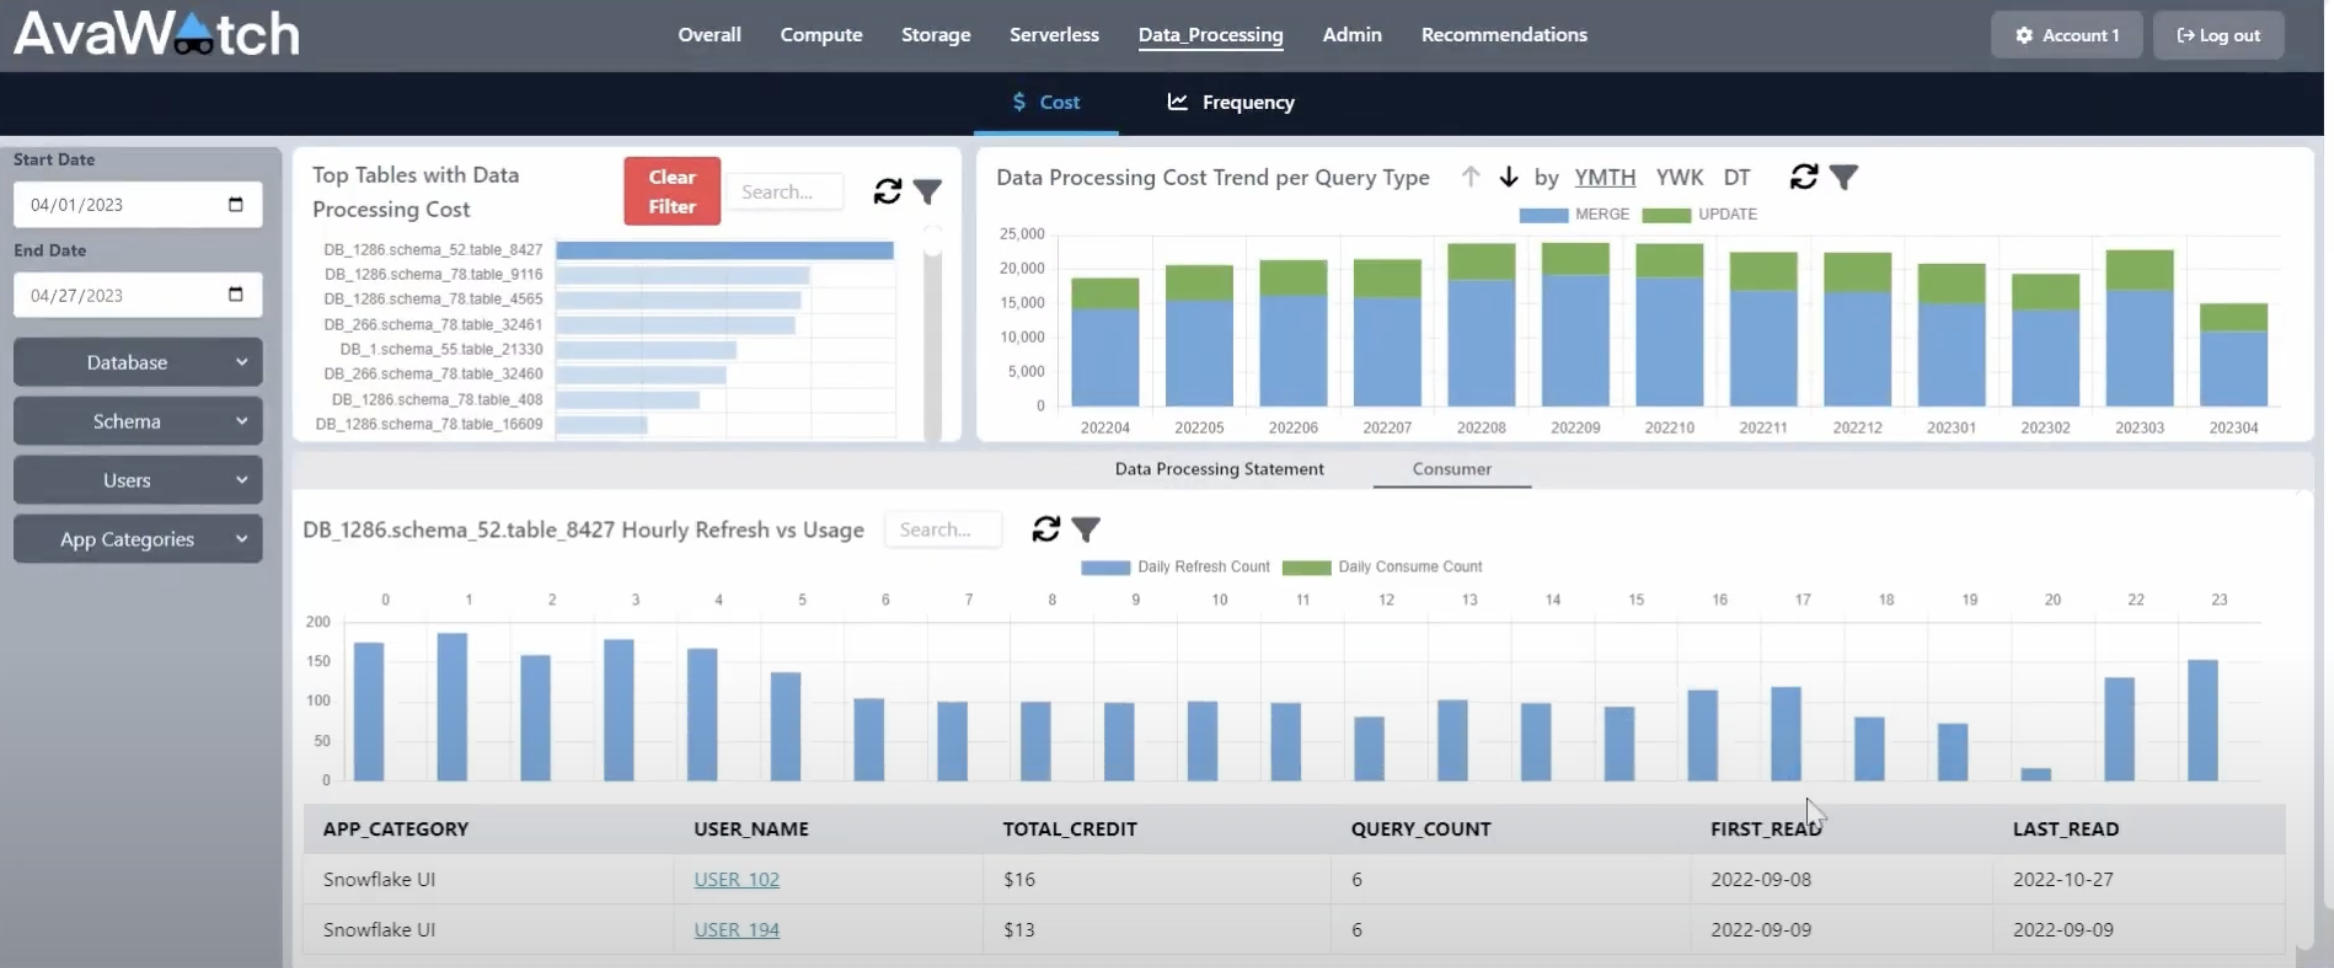 AvaWatch
Overall Compute Storage Serverless Data_Processing Admin Recommendations
Account 1 Log out
$ Cost Frequency
Start Date
04/01/2023
End Date
04/27/2023
Database
Schema
Users
App Categories
Top Tables with Data
Processing Cost
Clear
Filter
Search...
DB_1286.schema_52.table_8427
DB_1286.schema_78.table_9116
DB_1286.schema_78.table_4565
DB_266.schema_78.table_32461
DB_1.schema_55.table_21330
DB_266.schema_78.table_32460
DB_1286.schema_78.table_408
DB_1286.schema_78.table_16609
Data Processing Cost Trend per Query Type by YMTH YWK DT
MERGE UPDATE
25,000
20,000
15,000
10,000
5,000
0
202204 202205 202206 202207 202208 202209 202210 202211 202212 202301 202302 202303 202304
Data Processing Statement Consumer
DB_1286.schema_52.table_8427 Hourly Refresh vs Usage Search...
Daily Refresh Count Daily Consume Count
0 1 2 3 4 5 6 7 8 9 10 11 12 13 14 15 16 17 18 19 20 22 23
200
150
100
50
0
APP_CATEGORY USER_NAME TOTAL_CREDIT QUERY_COUNT FIRST_READ LAST_READ
Snowflake UI USER_102 $16 6 2022-09-08 2022-10-27
Snowflake UI USER_194 $13 6 2022-09-09 2022-09-09